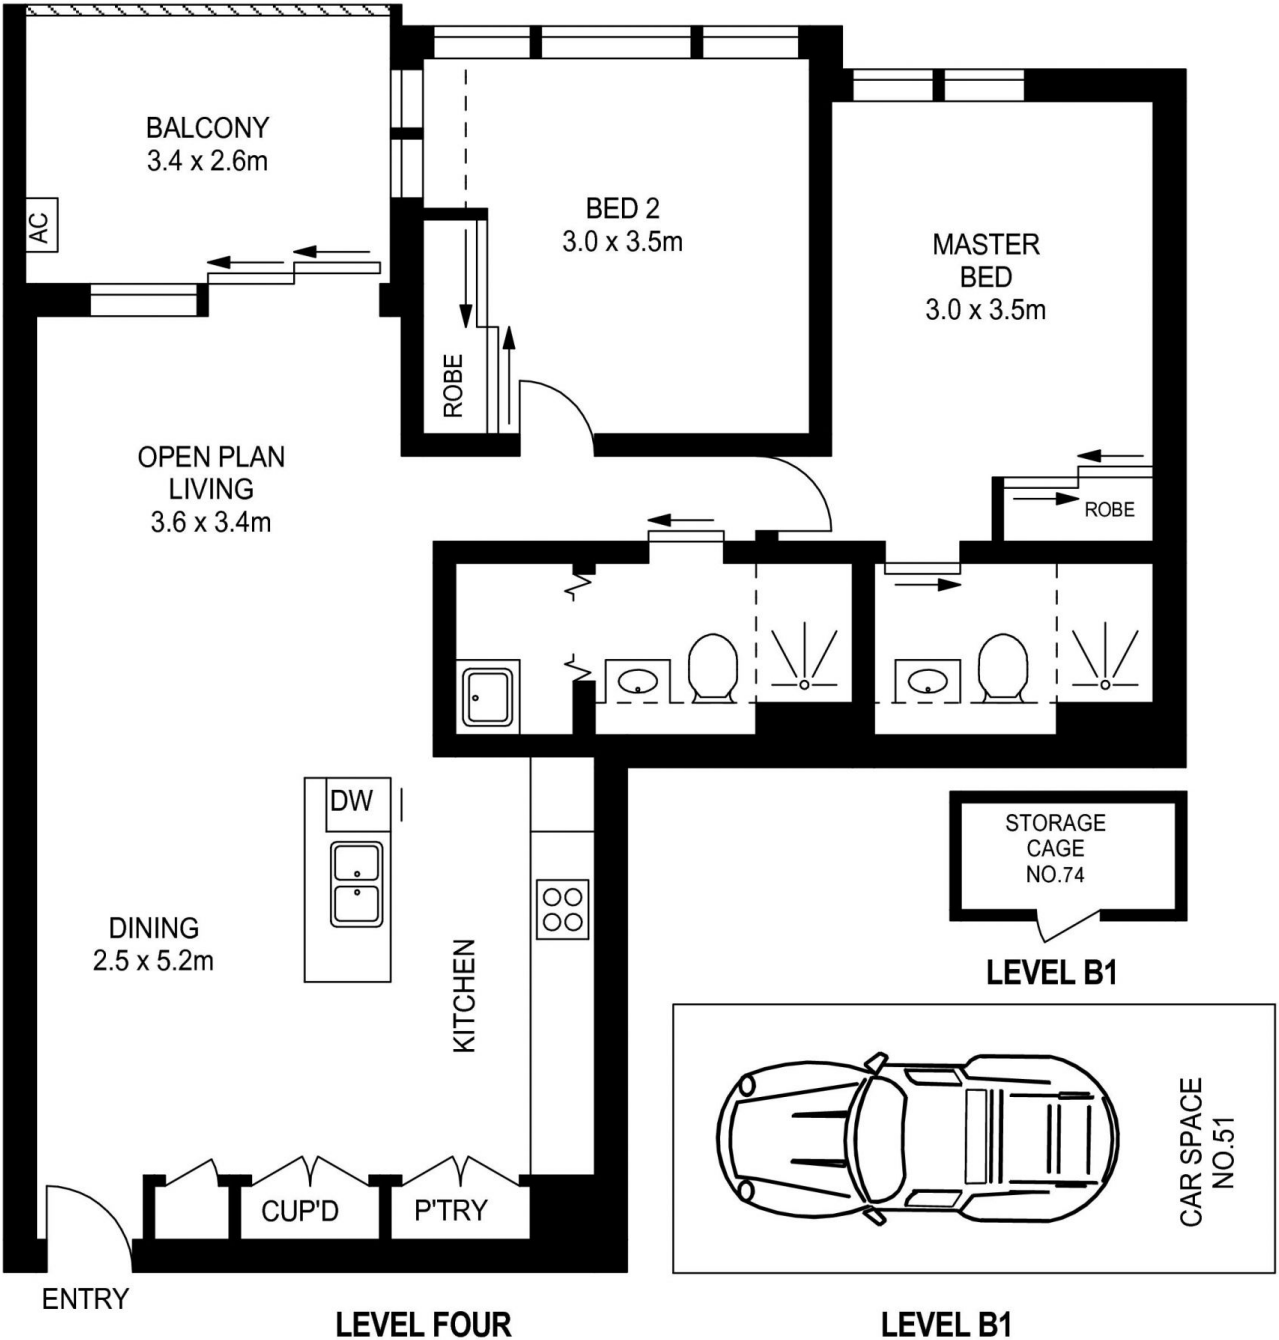 BALCONY
3.4 x 2.6m
AC
BED 2
3.0 x 3.5m
MASTER
BED
3.0 x 3.5m
ROBE
ROBE
OPEN PLAN
LIVING
3.6 x 3.4m
DW
DINING
2.5 x 5.2m
KITCHEN
CUP'D
P'TRY
ENTRY
LEVEL FOUR
STORAGE
CAGE
NO.74
LEVEL B1
CAR SPACE
NO.51
LEVEL B1